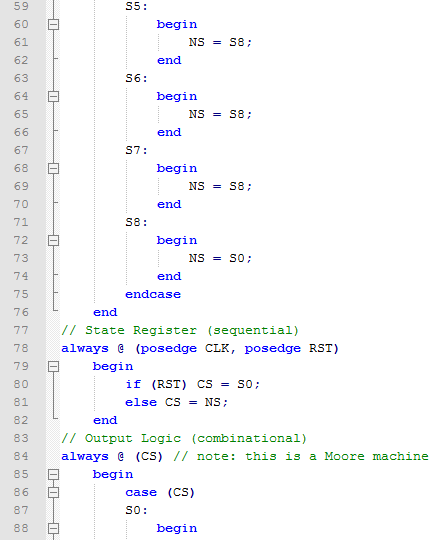 59 S5:
60 begin
61 NS = S8;
62 end
63 S6:
64 begin
65 NS = S8;
66 end
67 S7:
68 begin
69 NS = S8;
70 end
71 S8:
72 begin
73 NS = S0;
74 end
75 endcase
76 end
77 // State Register (sequential)
78 always @ (posedge CLK, posedge RST)
79 begin
80 if (RST) CS = S0;
81 else CS = NS;
82 end
83 // Output Logic (combinational)
84 always @ (CS) // note: this is a Moore machine
85 begin
86 case (CS)
87 S0:
88 begin